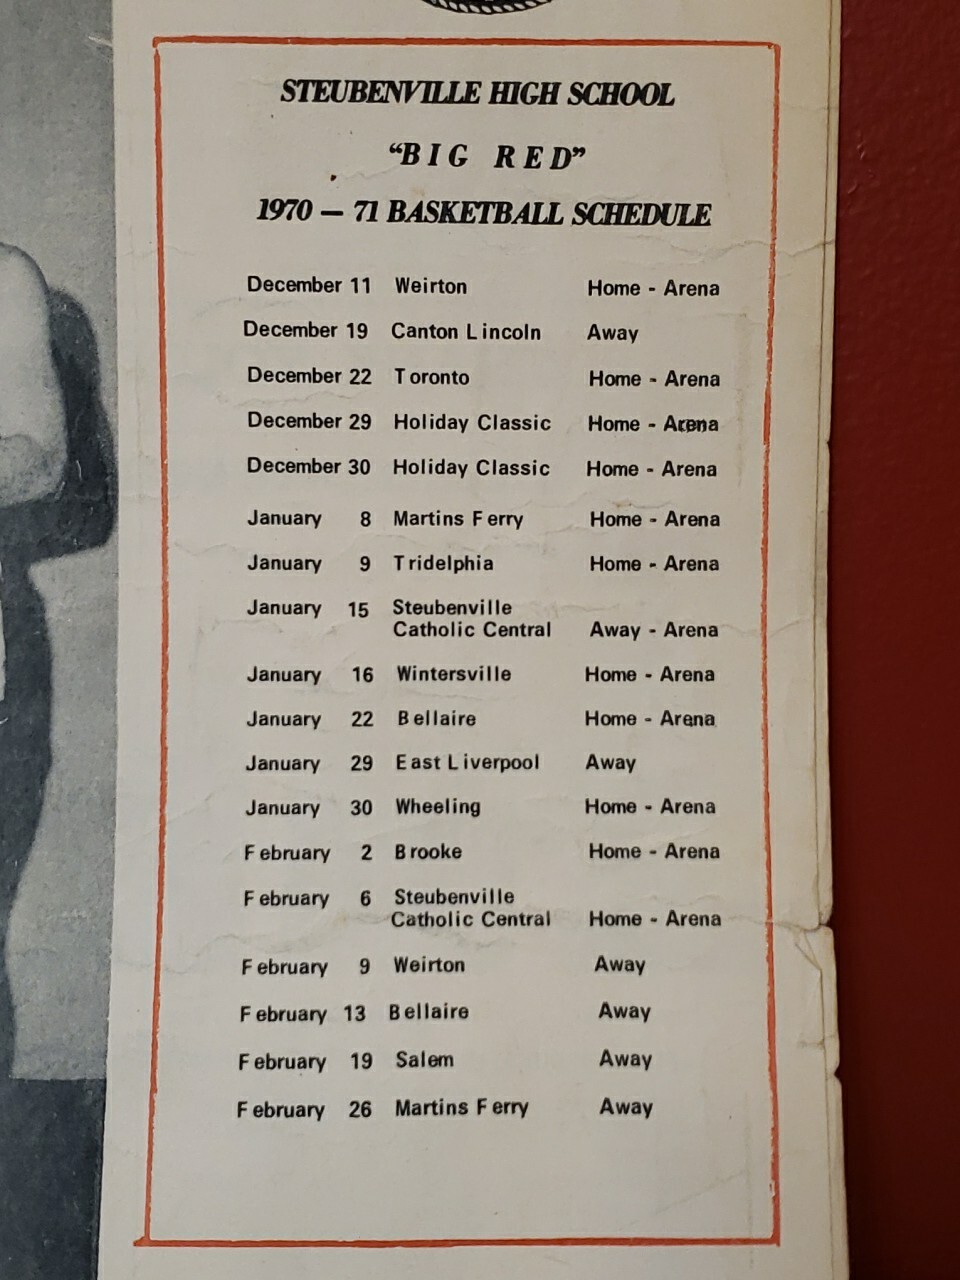 STEUBENVILLE HIGH SCHOOL
"BIG RED"
1970 – 71 BASKETBALL SCHEDULE
December 11 Weirton Home - Arena
December 19 Canton Lincoln Away
December 22 Toronto Home - Arena
December 29 Holiday Classic Home - Arena
December 30 Holiday Classic Home - Arena
January 8 Martins Ferry Home - Arena
January 9 Tridelphia Home - Arena
January 15 Steubenville
Catholic Central Away - Arena
January 16 Wintersville Home - Arena
January 22 Bellaire Home - Arena
January 29 East Liverpool Away
January 30 Wheeling Home - Arena
February 2 Brooke Home - Arena
February 6 Steubenville
Catholic Central Home - Arena
February 9 Weirton Away
February 13 Bellaire Away
February 19 Salem Away
February 26 Martins Ferry Away